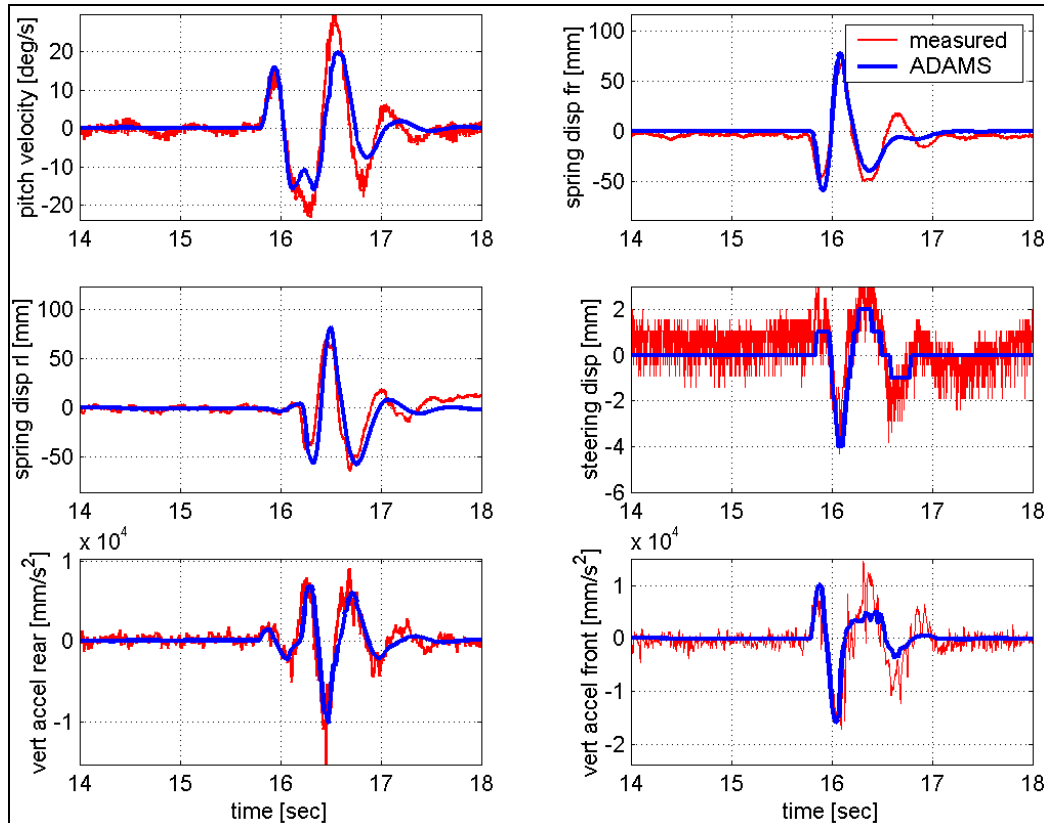 pitch velocity [deg/s]
20
10
0
-10
-20
14 15 16 17 18
spring disp fr [mm]
100
50
0
-50
14 15 16 17 18
measured
ADAMS
spring disp rl [mm]
100
50
0
-50
14 15 16 17 18
steering disp [mm]
2
0
-2
-4
-6
14 15 16 17 18
x 10^4
vert accel rear [mm/s^2]
1
0
-1
14 15 16 17 18
time [sec]
x 10^4
vert accel front [mm/s^2]
1
0
-1
-2
14 15 16 17 18
time [sec]